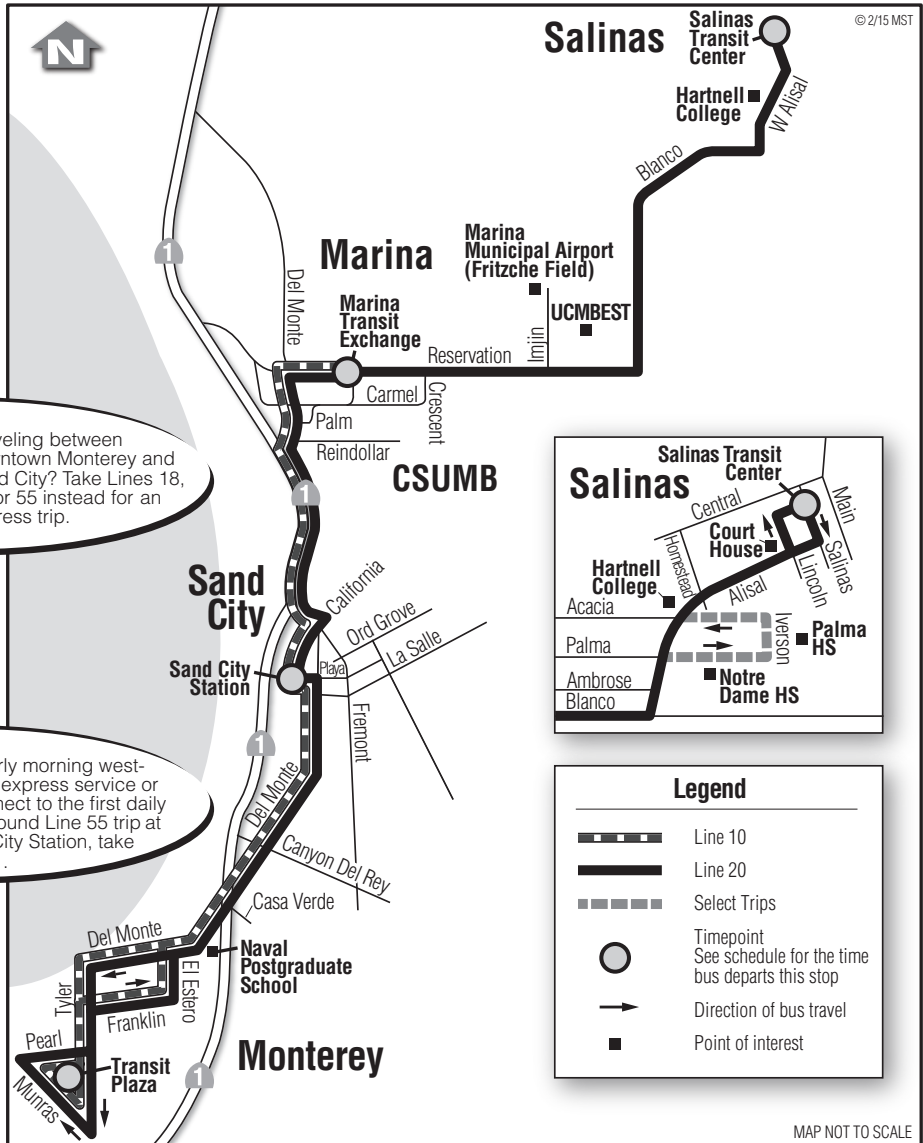 © 2/15 MST
N
Salinas
Salinas
Transit
Center
Hartnell
College
W Alisal
Blanco
1
Marina
Marina
Municipal Airport
(Fritzche Field)
UCMBEST
Imjin
Del Monte
Marina
Transit
Exchange
Reservation
Carmel
Crescent
Palm
Reindollar
CSUMB
1
veling between
ntown Monterey and
d City? Take Lines 18,
or 55 instead for an
ress trip.
Sand
City
California
Ord Grove
La Salle
Playa
Sand City
Station
Fremont
1
Del Monte
Canyon Del Rey
Casa Verde
rly morning west-
express service or
nect to the first daily
ound Line 55 trip at
City Station, take
.
Del Monte
Naval
Postgraduate
School
El Estero
Tyler
Franklin
Pearl
Transit
Plaza
Munras
Monterey
1
Salinas
Salinas Transit
Center
Central
Main
Court
House
Salinas
Lincoln
Homestead
Hartnell
College
Alisal
Acacia
Iverson
Palma
HS
Palma
Notre
Dame HS
Ambrose
Blanco
Legend
Line 10
Line 20
Select Trips
Timepoint
See schedule for the time
bus departs this stop
Direction of bus travel
Point of interest
MAP NOT TO SCALE